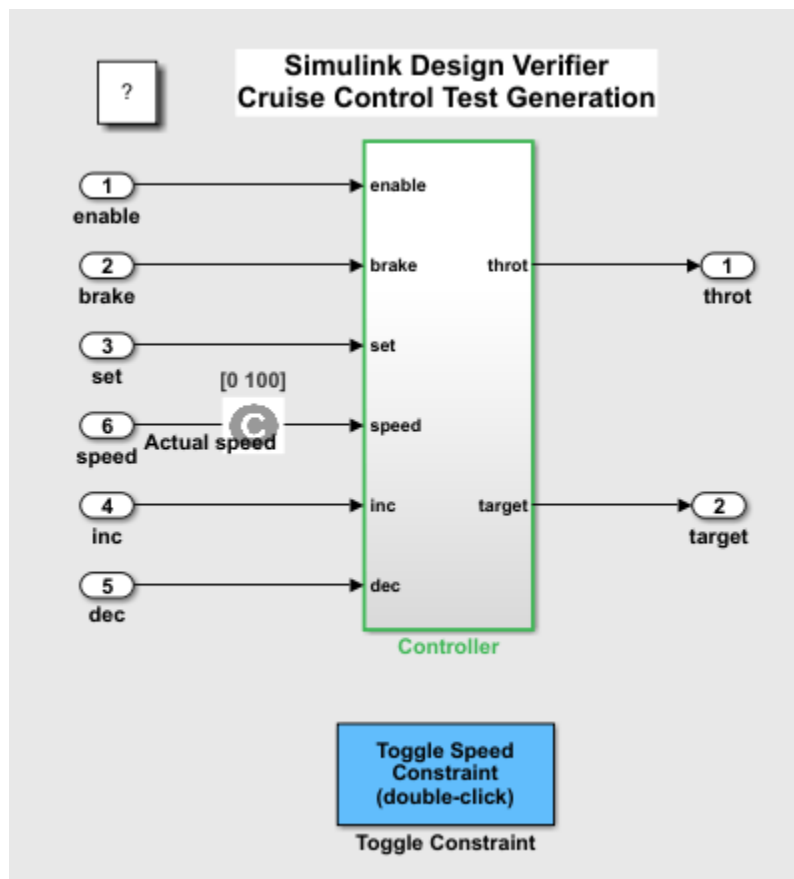 Simulink Design Verifier
Cruise Control Test Generation
?
1
enable
enable
2
brake
brake
throt
1
throt
3
set
set
[0 100]
6
speed
Actual speed
C
speed
4
inc
inc
target
2
target
5
dec
dec
Controller
Toggle Speed
Constraint
(double-click)
Toggle Constraint